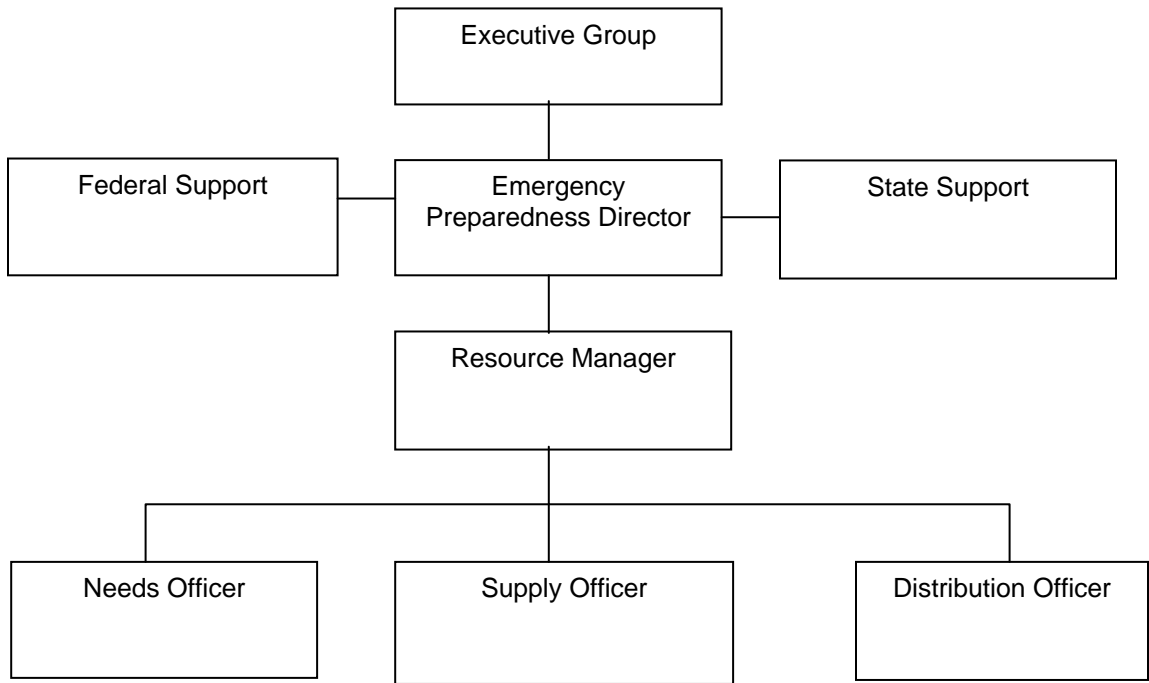 Executive Group
Federal Support
Emergency
Preparedness Director
State Support
Resource Manager
Needs Officer
Supply Officer
Distribution Officer